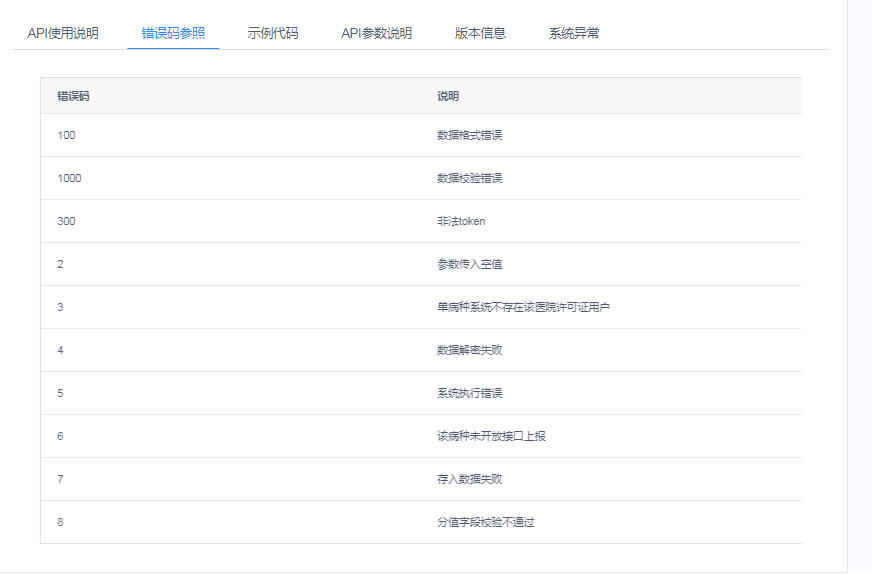 API使用说明 错误码参照 示例代码 API参数说明 版本信息 系统异常
错误码 说明
100 数据格式错误
1000 数据校验错误
300 非法token
2 参数传入空值
3 单病种系统不存在该医院许可证用户
4 数据解密失败
5 系统执行错误
6 该病种未开放接口上报
7 存入数据失败
8 分值字段校验不通过